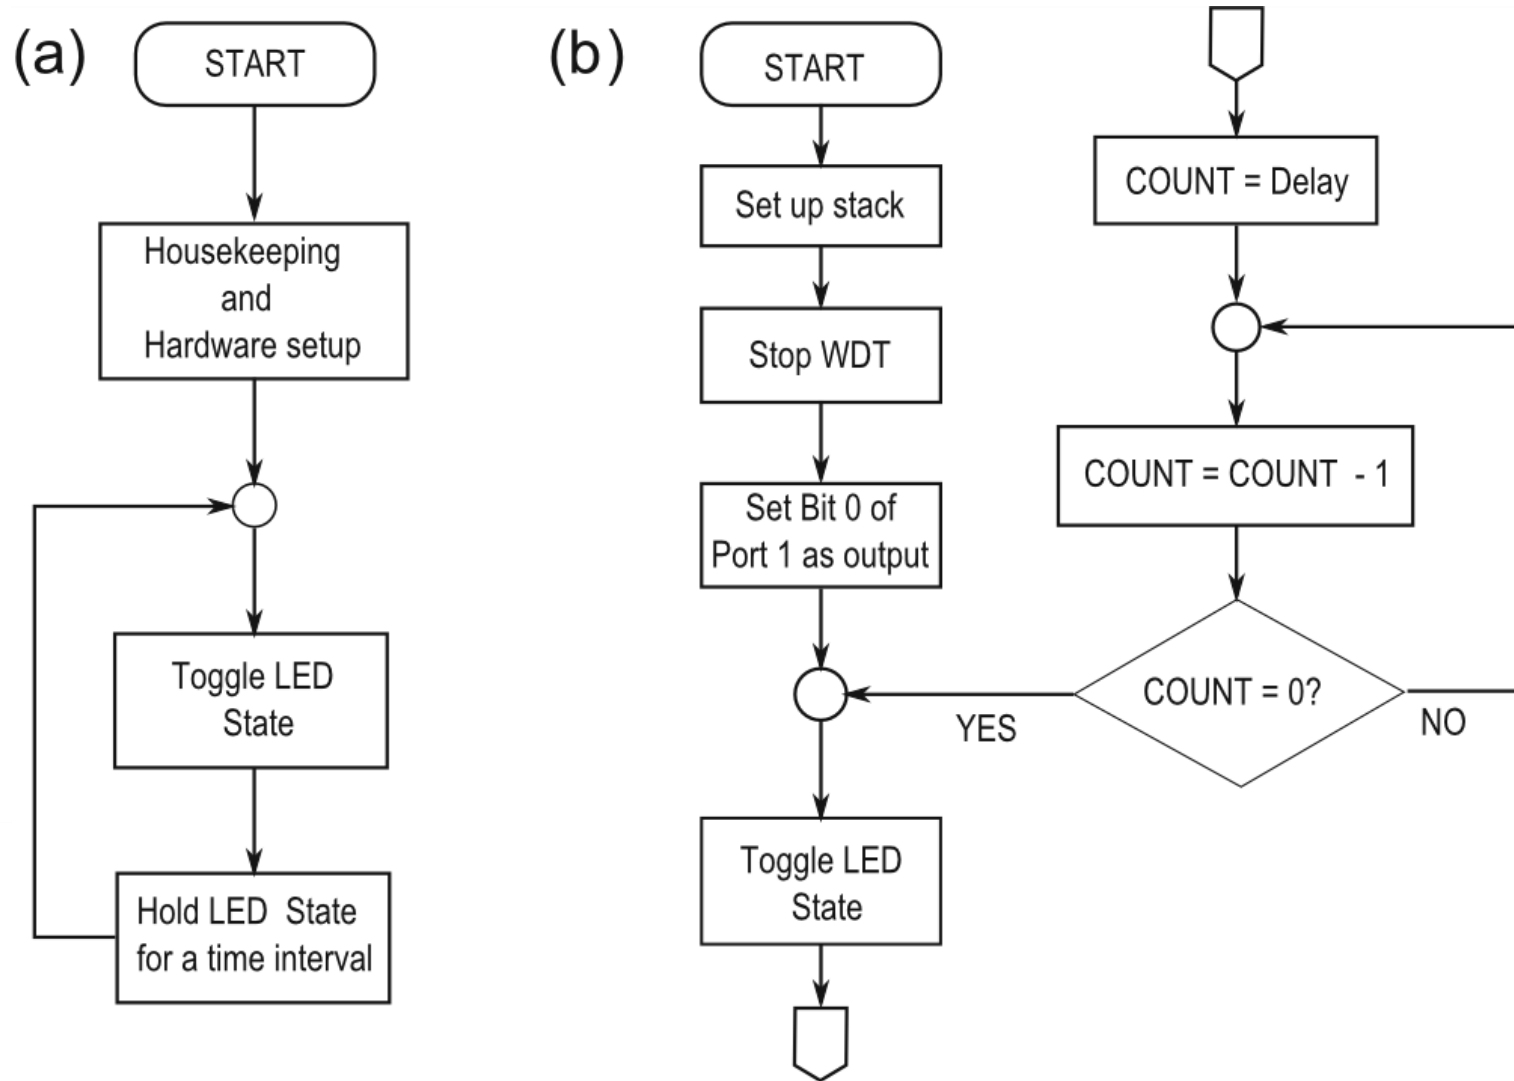 (a)
START
Housekeeping
and
Hardware setup
Toggle LED
State
Hold LED State
for a time interval
(b)
START
Set up stack
Stop WDT
Set Bit 0 of
Port 1 as output
Toggle LED
State
COUNT = Delay
COUNT = COUNT - 1
COUNT = 0?
YES
NO